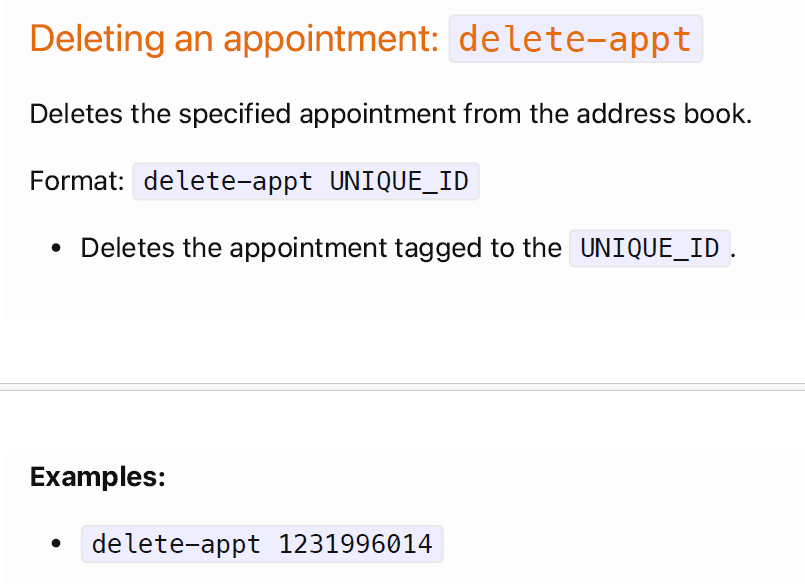 Deleting an appointment: delete-appt
Deletes the specified appointment from the address book.
Format: delete-appt UNIQUE_ID
• Deletes the appointment tagged to the UNIQUE_ID.
Examples:
• delete-appt 1231996014